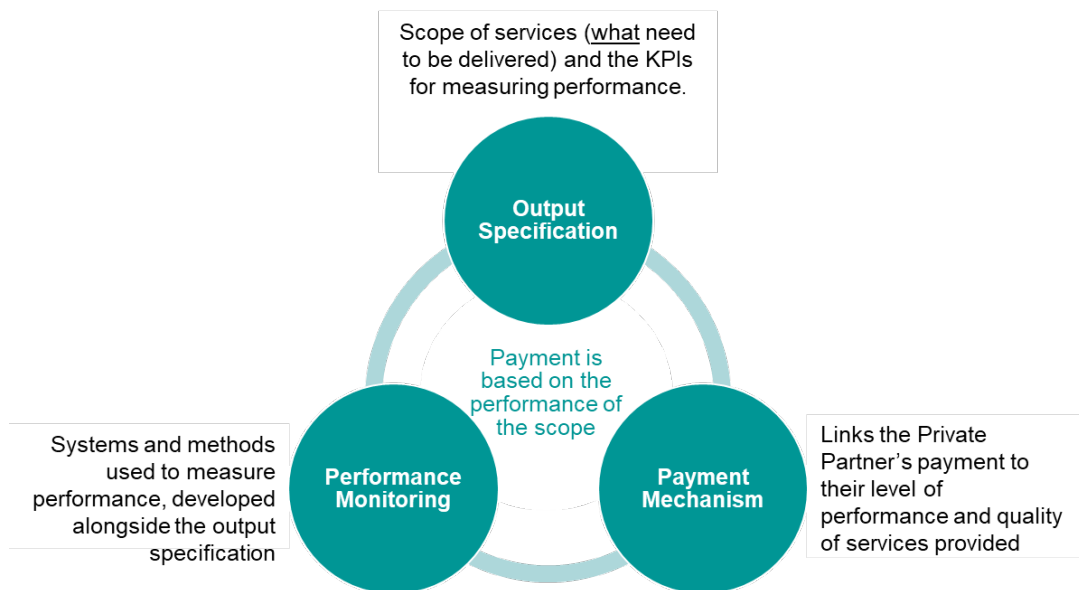 Scope of services (what need
to be delivered) and the KPIs
for measuring performance.
Output
Specification
Payment is
based on the
performance of
the scope
Systems and methods
used to measure
performance, developed
alongside the output
specification
Performance
Monitoring
Payment
Mechanism
Links the Private
Partner’s payment to
their level of
performance and quality
of services provided